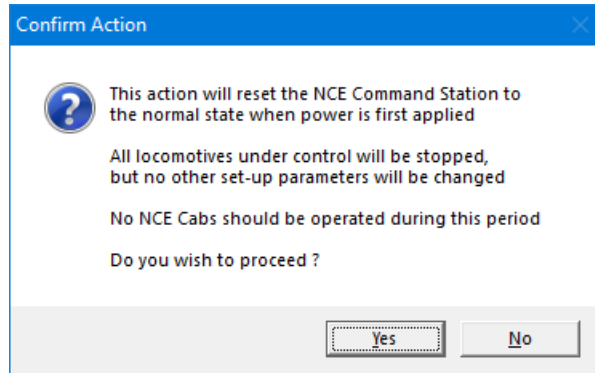 Confirm Action
This action will reset the NCE Command Station to
the normal state when power is first applied
All locomotives under control will be stopped,
but no other set-up parameters will be changed
No NCE Cabs should be operated during this period
Do you wish to proceed ?
Yes
No